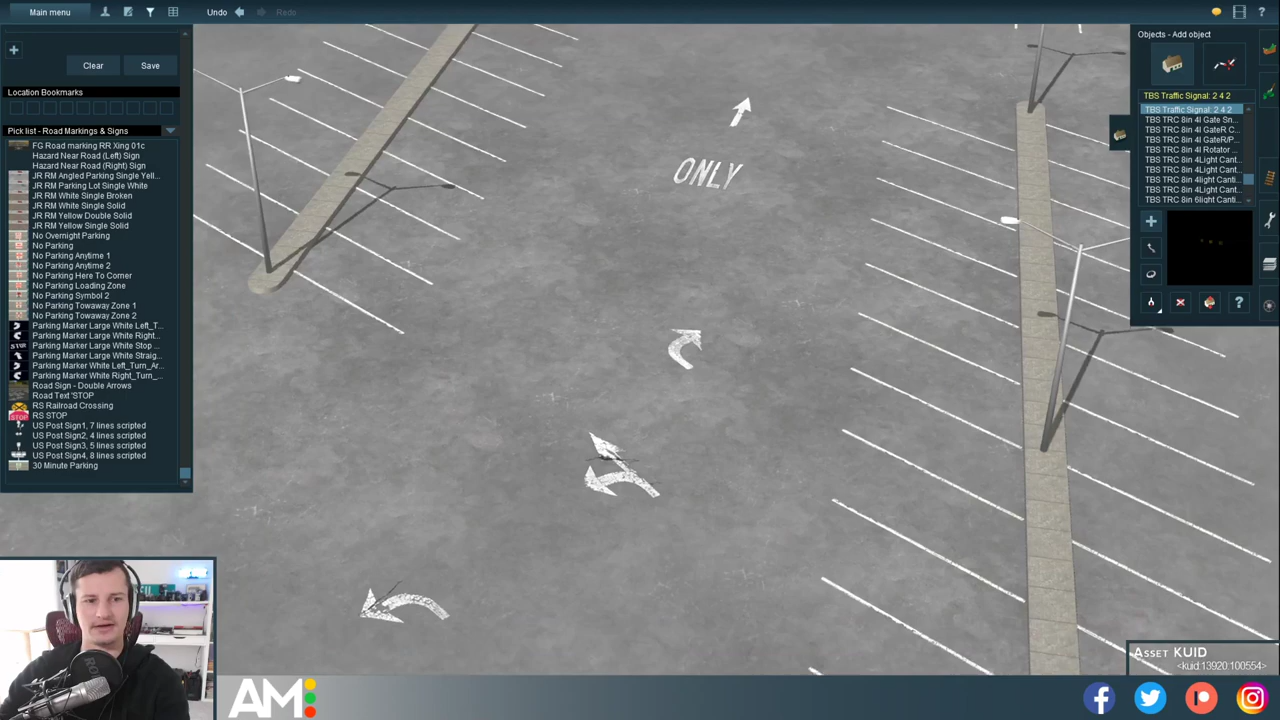 Main menu
Undo
Redo
Clear
Save
Location Bookmarks
Pick list - Road Markings & Signs
FG Road marking RR Xing 01c
Hazard Near Road (Left) Sign
Hazard Near Road (Right) Sign
JR RM Angled Parking Single Yell...
JR RM Parking Lot Single White
JR RM White Single Broken
JR RM White Single Solid
JR RM Yellow Double Solid
JR RM Yellow Single Solid
No Overnight Parking
No Parking
No Parking Anytime 1
No Parking Anytime 2
No Parking Here To Corner
No Parking Loading Zone
No Parking Symbol 2
No Parking Towaway Zone 1
No Parking Towaway Zone 2
Parking Marker Large White Left_T...
Parking Marker Large White Right...
Parking Marker Large White Stop ...
Parking Marker Large White Straig...
Parking Marker White Left_Turn_Ar...
Parking Marker White Right_Turn_...
Road Sign - Double Arrows
Road Text 'STOP'
RS Railroad Crossing
RS STOP
US Post Sign1, 7 lines scripted
US Post Sign2, 4 lines scripted
US Post Sign3, 5 lines scripted
US Post Sign4, 8 lines scripted
30 Minute Parking
ONLY
Objects - Add object
TBS Traffic Signal: 2 4 2
TBS Traffic Signal: 2 4 2
TBS TRC 8in 4l Gate Sn...
TBS TRC 8in 4l GateR C...
TBS TRC 8in 4l GateR/P...
TBS TRC 8in 4l Rotator ...
TBS TRC 8in 4Light Cant...
TBS TRC 8in 4Light Cant...
TBS TRC 8in 4light Canti...
TBS TRC 8in 4Light Cant...
TBS TRC 8in 6light Canti...
ASSET KUID
<kuid:13920:100554>
AM